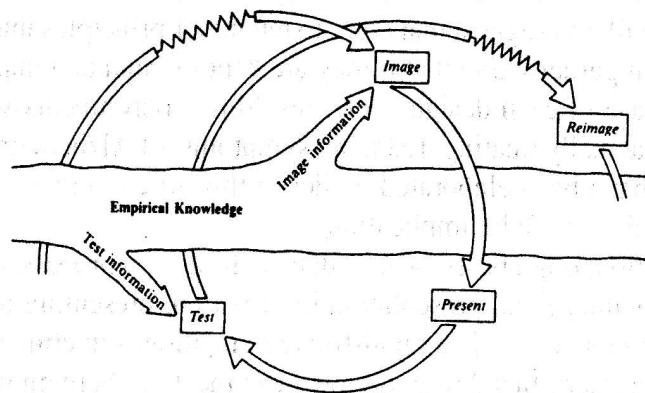 Image
Reimage
Image information
Empirical Knowledge
Test information
Test
Present